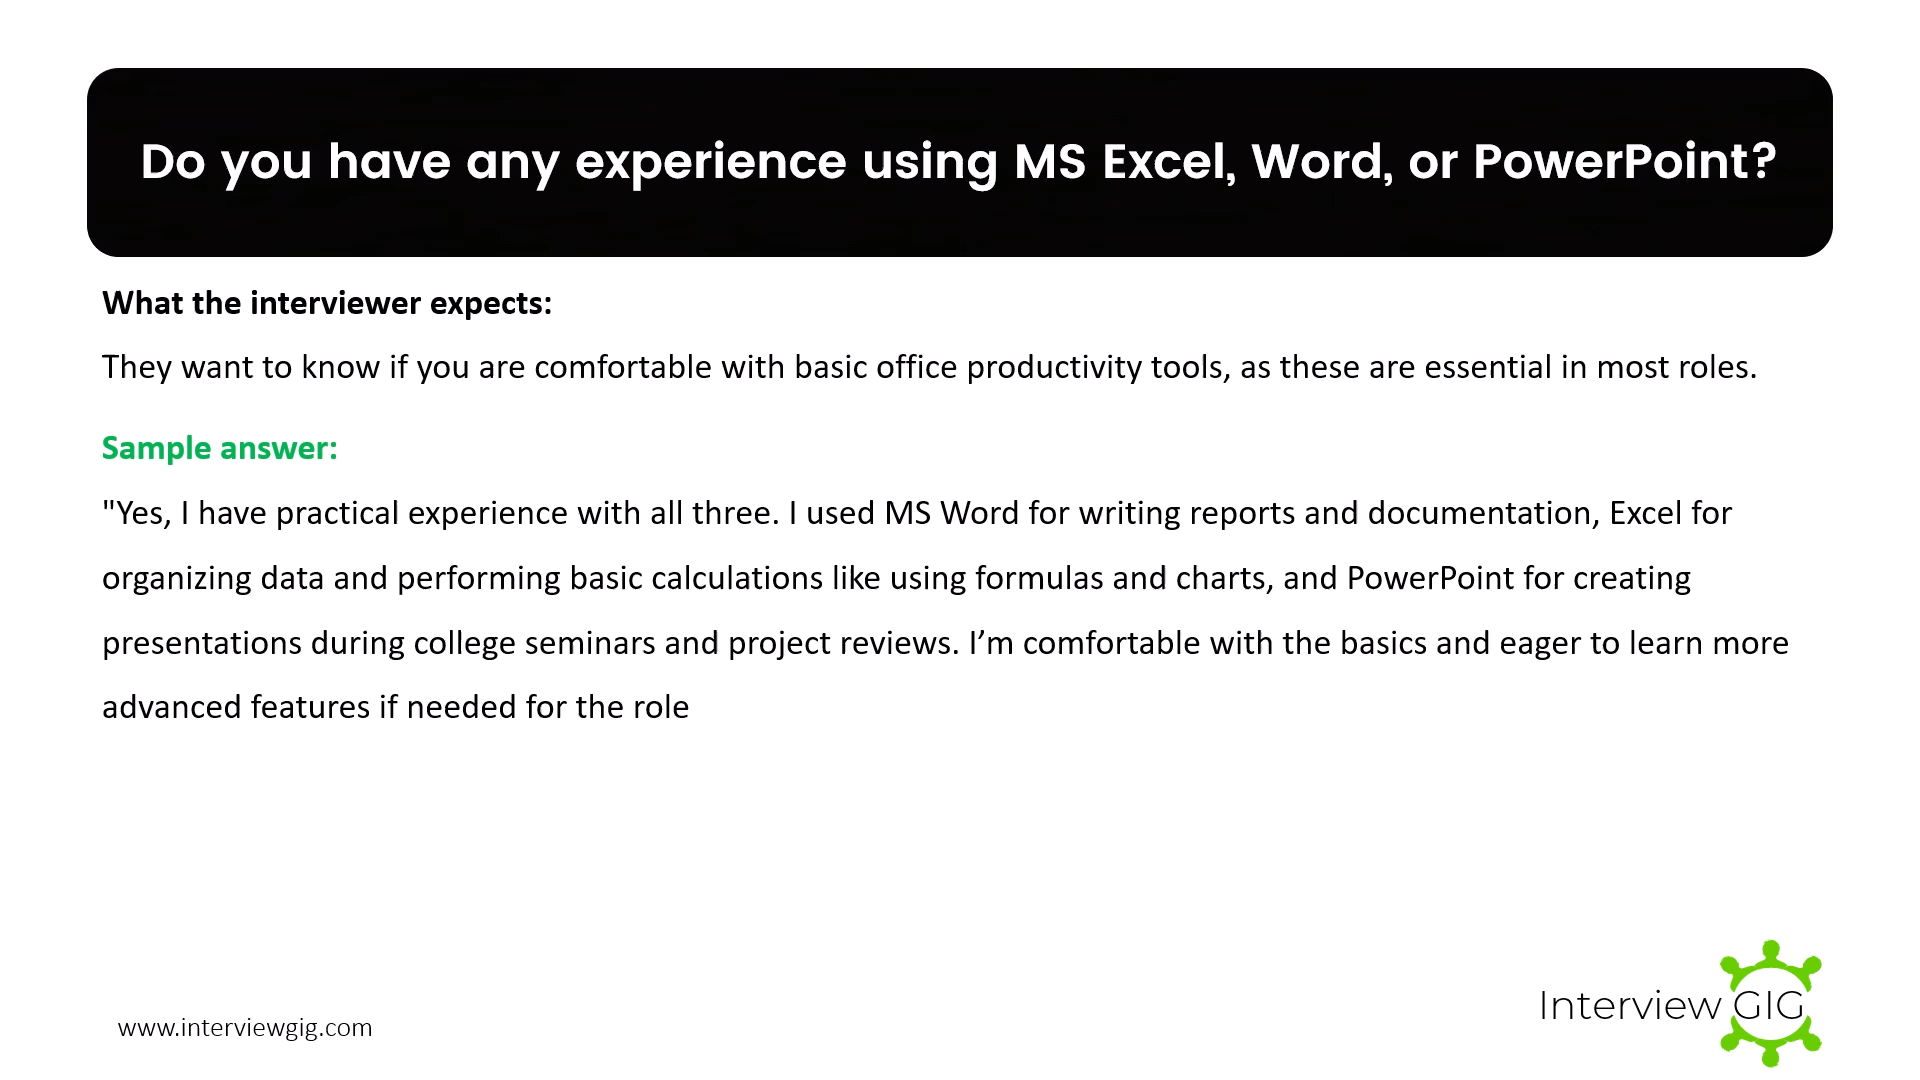 Do you have any experience using MS Excel, Word, or PowerPoint?
What the interviewer expects:
They want to know if you are comfortable with basic office productivity tools, as these are essential in most roles.
Sample answer:
"Yes, I have practical experience with all three. I used MS Word for writing reports and documentation, Excel for
organizing data and performing basic calculations like using formulas and charts, and PowerPoint for creating
presentations during college seminars and project reviews. I’m comfortable with the basics and eager to learn more
advanced features if needed for the role
Interview GIG
www.interviewgig.com